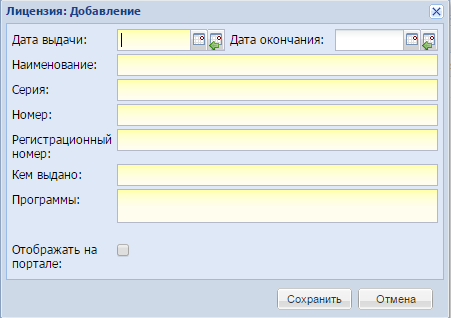 Лицензия: Добавление
Дата выдачи: Дата окончания:
Наименование:
Серия:
Номер:
Регистрационный
номер:
Кем выдано:
Программы:
Отображать на
портале:
Сохранить Отмена